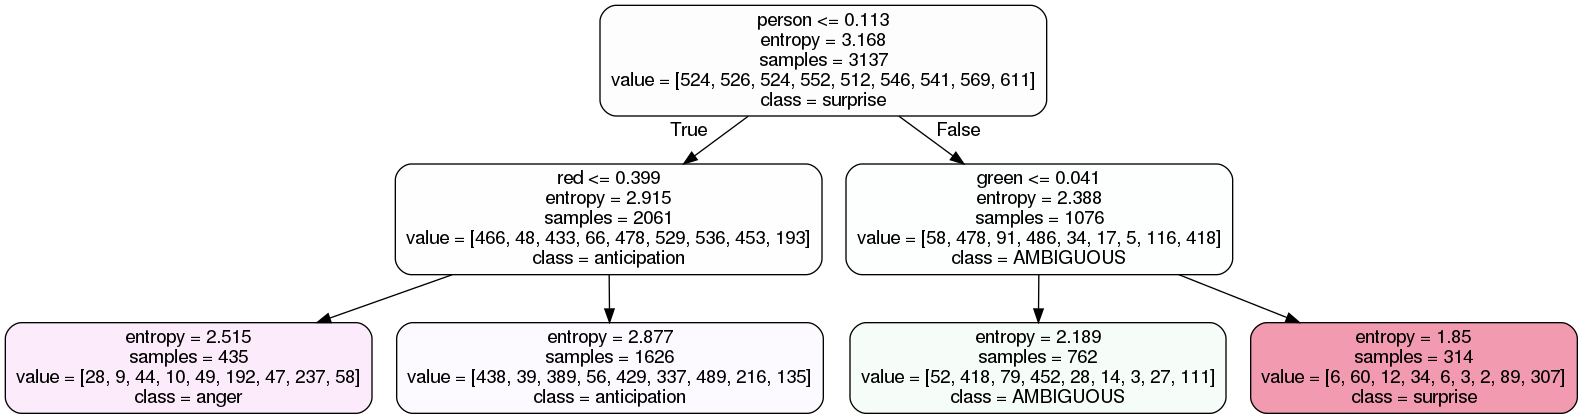 person <= 0.113
entropy = 3.168
samples = 3137
value = [524, 526, 524, 552, 512, 546, 541, 569, 611]
class = surprise
True
False
red <= 0.399
entropy = 2.915
samples = 2061
value = [466, 48, 433, 66, 478, 529, 536, 453, 193]
class = anticipation
green <= 0.041
entropy = 2.388
samples = 1076
value = [58, 478, 91, 486, 34, 17, 5, 116, 418]
class = AMBIGUOUS
entropy = 2.515
samples = 435
value = [28, 9, 44, 10, 49, 192, 47, 237, 58]
class = anger
entropy = 2.877
samples = 1626
value = [438, 39, 389, 56, 429, 337, 489, 216, 135]
class = anticipation
entropy = 2.189
samples = 762
value = [52, 418, 79, 452, 28, 14, 3, 27, 111]
class = AMBIGUOUS
entropy = 1.85
samples = 314
value = [6, 60, 12, 34, 6, 3, 2, 89, 307]
class = surprise